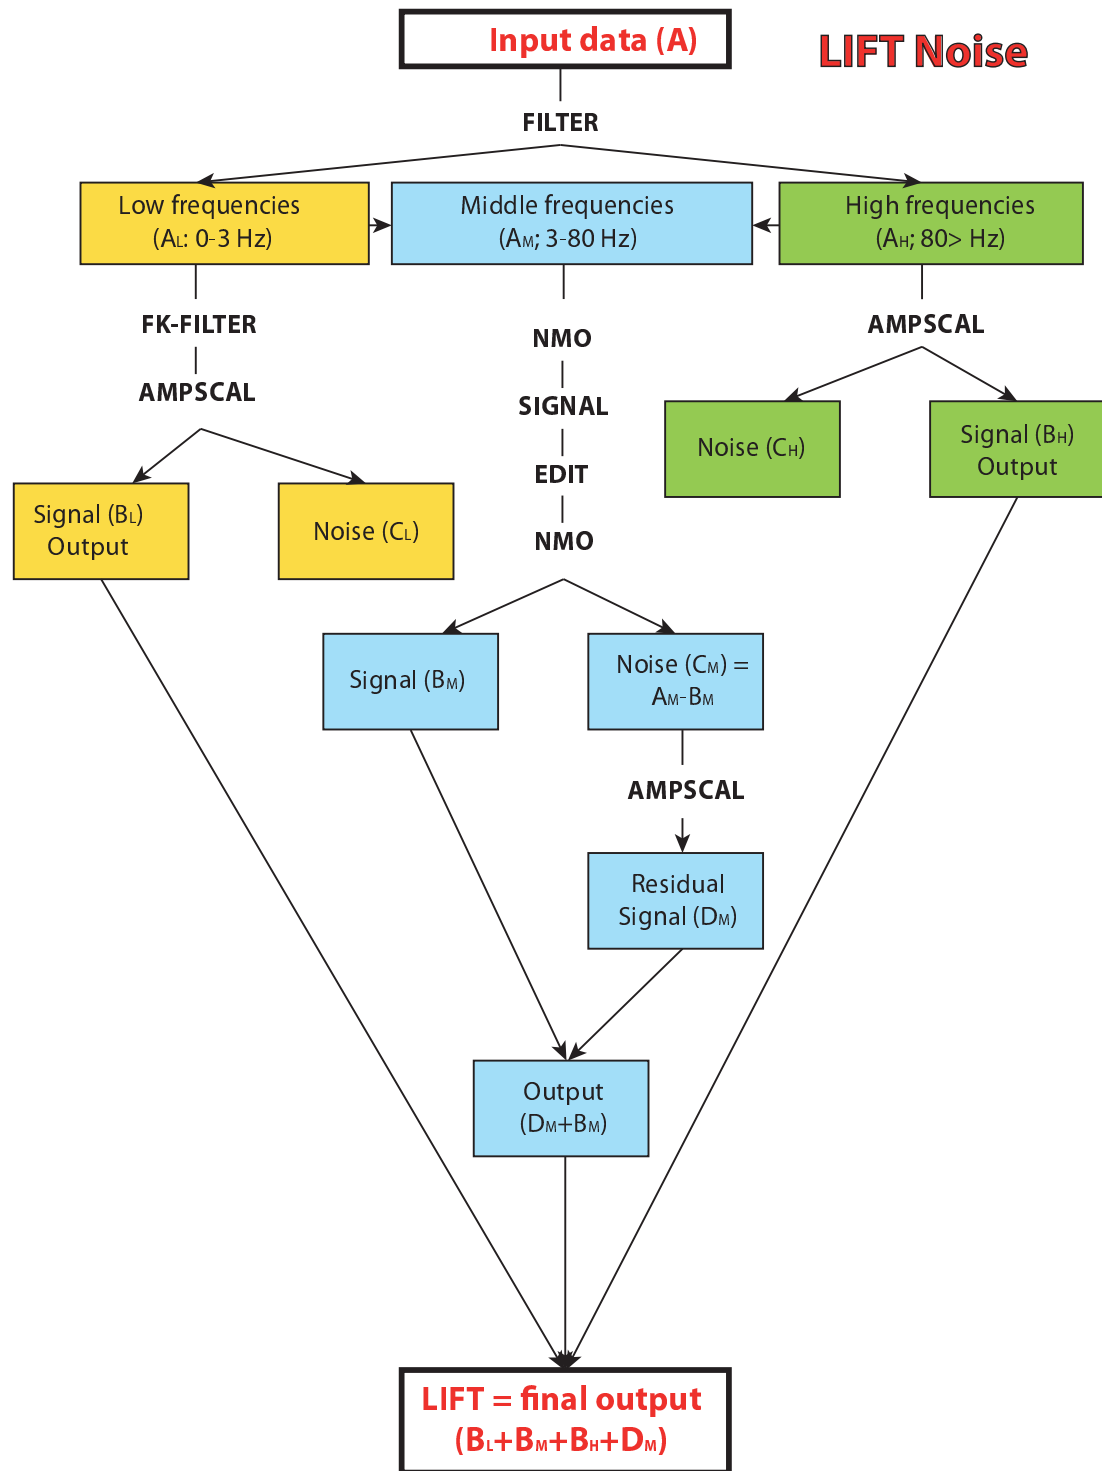 Input data (A)
LIFT Noise
FILTER
Low frequencies
(AL: 0-3 Hz)
Middle frequencies
(AM; 3-80 Hz)
High frequencies
(AH; 80> Hz)
FK-FILTER
AMPSCAL
NMO
SIGNAL
EDIT
NMO
AMPSCAL
Noise (CH)
Signal (BH)
Output
Signal (BL)
Output
Noise (CL)
Signal (BM)
Noise (CM) =
AM-BM
AMPSCAL
Residual
Signal (DM)
Output
(DM+BM)
LIFT = final output
(BL+BM+BH+DM)